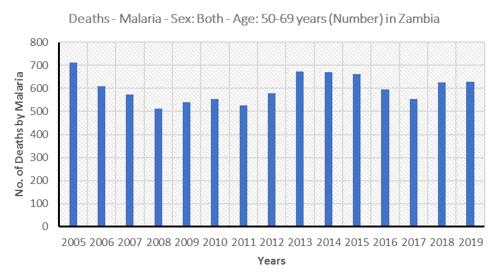 Deaths - Malaria - Sex: Both - Age: 50-69 years (Number) in Zambia
800
700
600
500
400
300
200
100
0
No. of Deaths by Malaria
2005 2006 2007 2008 2009 2010 2011 2012 2013 2014 2015 2016 2017 2018 2019
Years